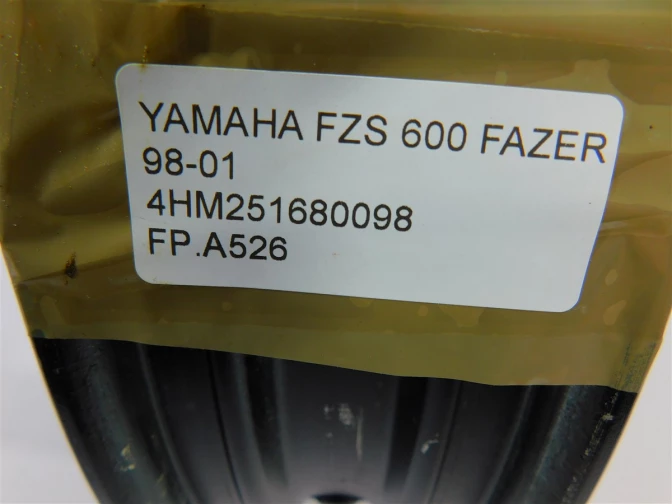 YAMAHA FZS 600 FAZER
98-01
4HM251680098
FP.A526